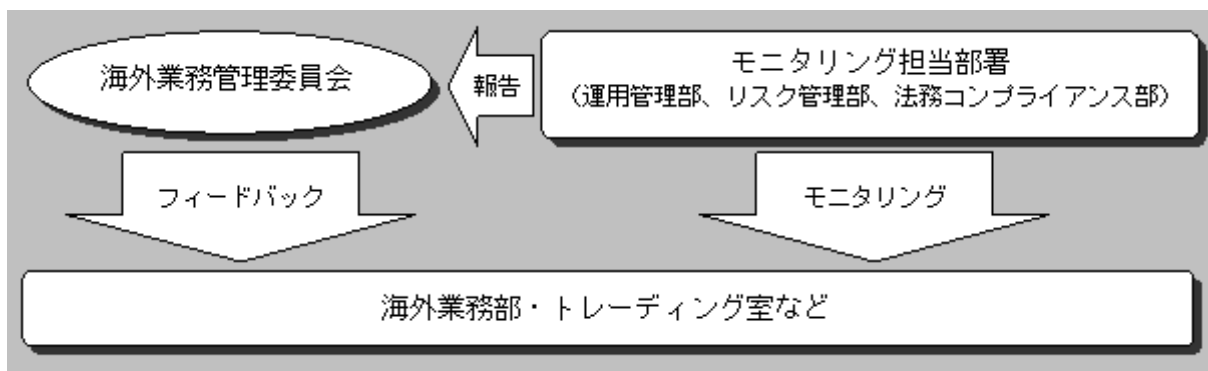 海外業務管理委員会
報告
モニタリング担当部署
（運用管理部、リスク管理部、法務コンプライアンス部）
フィードバック
モニタリング
海外業務部・トレーディング室など